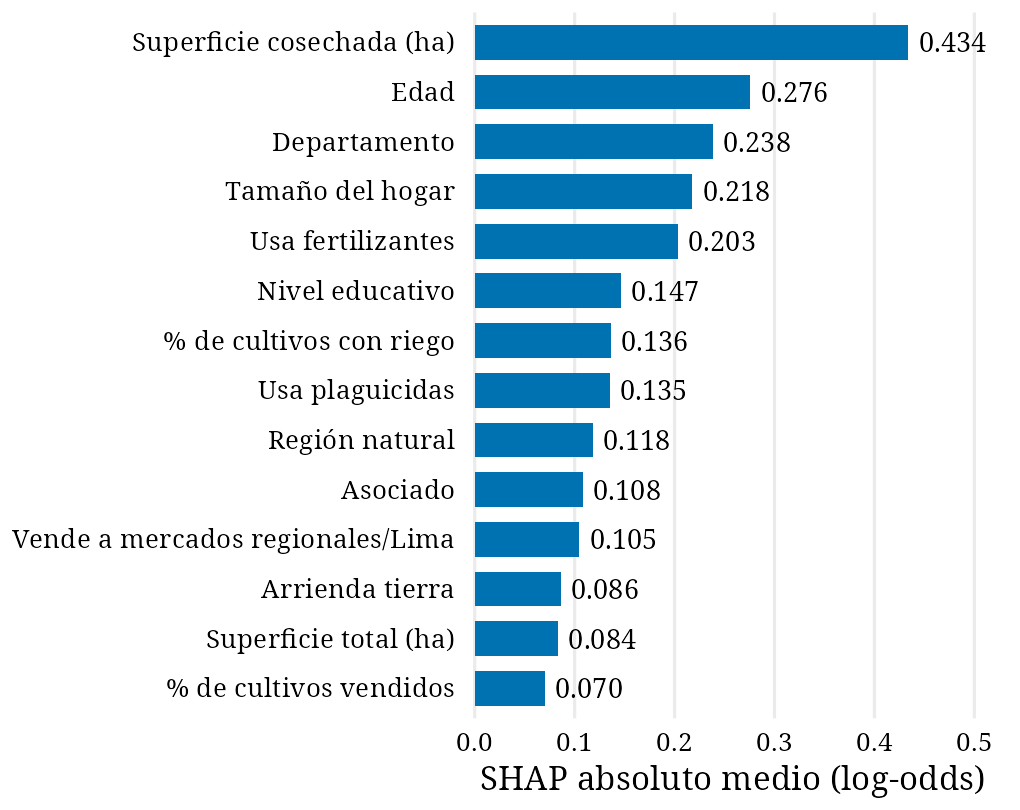 Superficie cosechada (ha) 0.434
Edad 0.276
Departamento 0.238
Tamaño del hogar 0.218
Usa fertilizantes 0.203
Nivel educativo 0.147
% de cultivos con riego 0.136
Usa plaguicidas 0.135
Región natural 0.118
Asociado 0.108
Vende a mercados regionales/Lima 0.105
Arrienda tierra 0.086
Superficie total (ha) 0.084
% de cultivos vendidos 0.070
0.0 0.1 0.2 0.3 0.4 0.5
SHAP absoluto medio (log-odds)